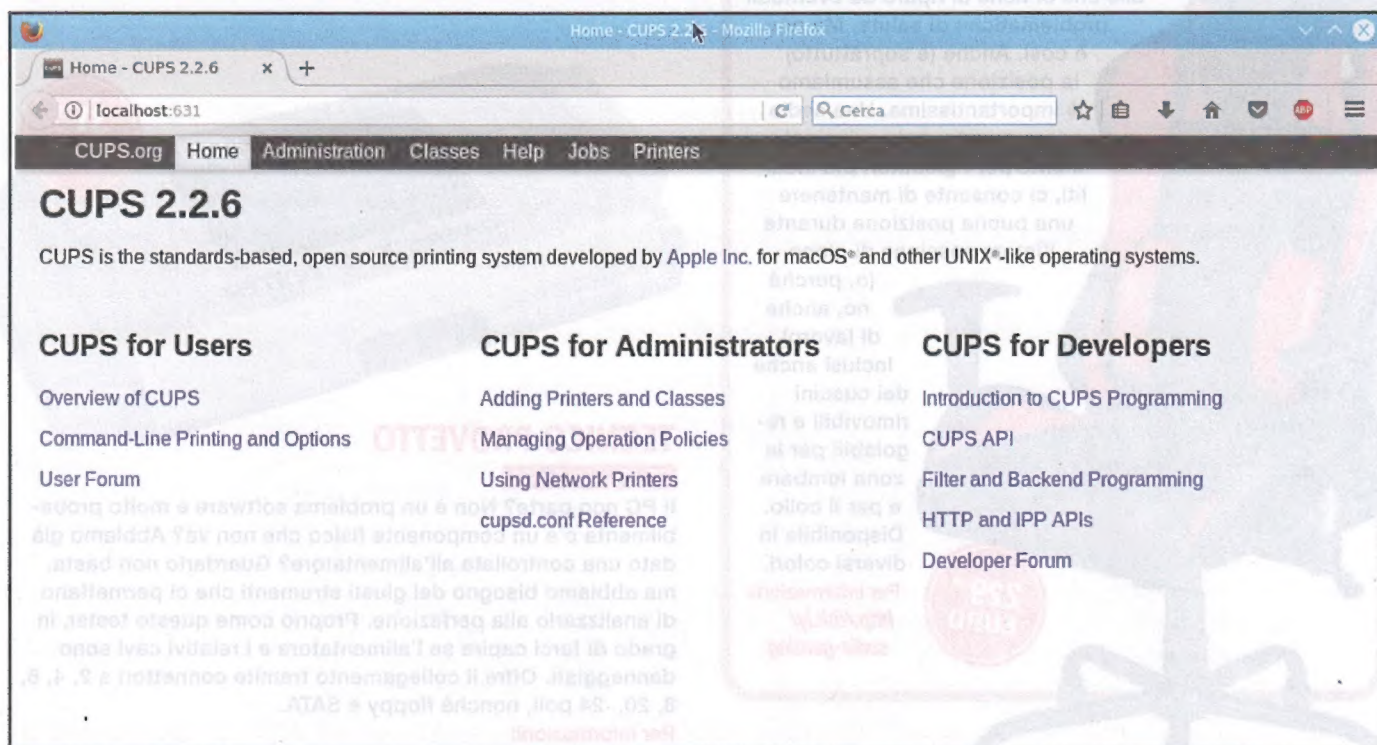 Home - CUPS 2.2.6 - Mozilla Firefox
Home - CUPS 2.2.6 × +
localhost:631
Cerca
ABP
CUPS.org Home Administration Classes Help Jobs Printers
CUPS 2.2.6
CUPS is the standards-based, open source printing system developed by Apple Inc. for macOS® and other UNIX®-like operating systems.
CUPS for Users
Overview of CUPS
Command-Line Printing and Options
User Forum
CUPS for Administrators
Adding Printers and Classes
Managing Operation Policies
Using Network Printers
cupsd.conf Reference
CUPS for Developers
Introduction to CUPS Programming
CUPS API
Filter and Backend Programming
HTTP and IPP APIs
Developer Forum